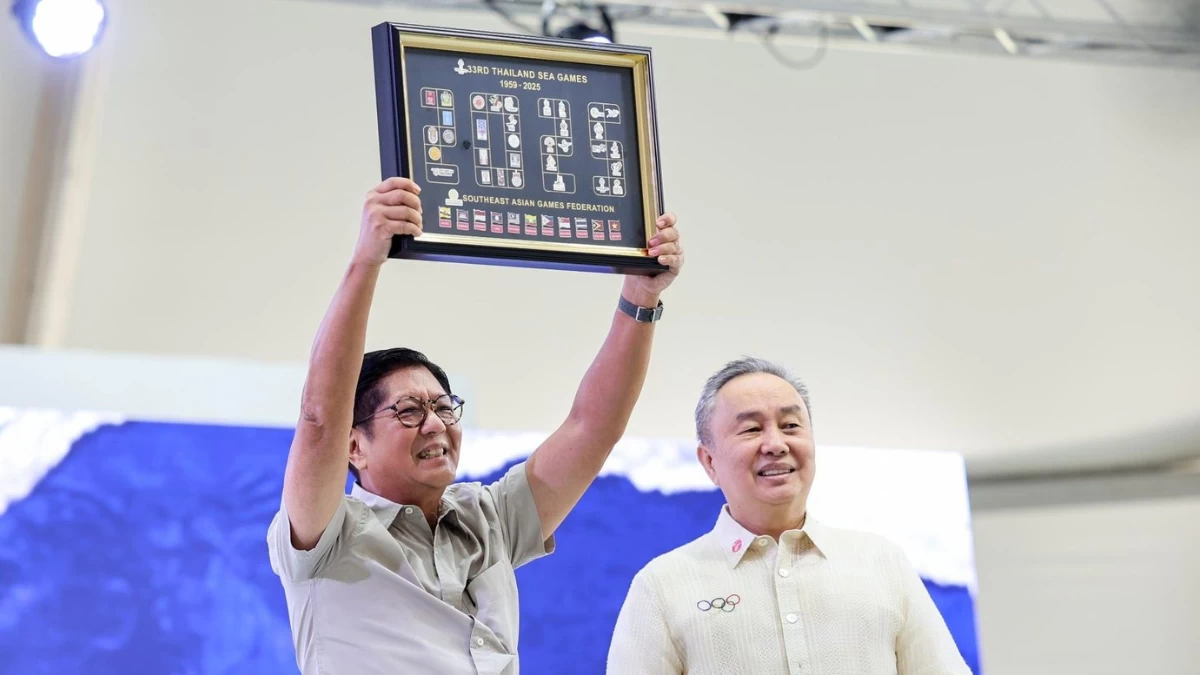 33RD THAILAND SEA GAMES
1959 - 2025
SOUTHEAST ASIAN GAMES FEDERATION